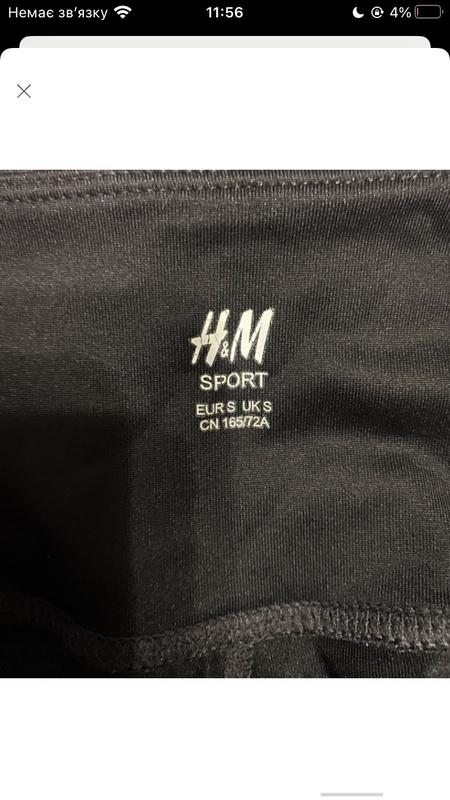 Немає зв'язку 11:56 4%
H&M
SPORT
EUR S UK S
CN 165/72A